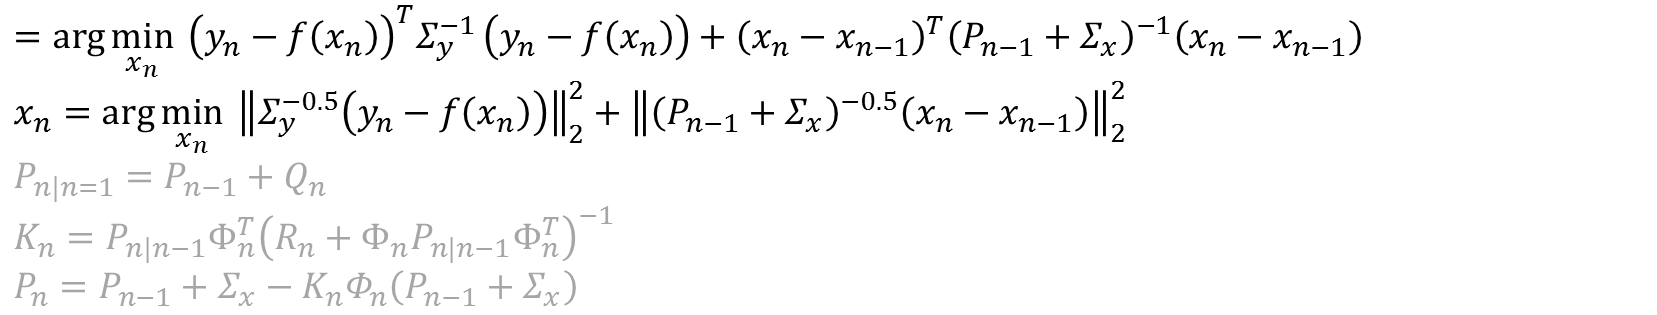 = arg min_{x_n} (y_n − f(x_n))^T Σ_y^{−1} (y_n − f(x_n)) + (x_n − x_{n−1})^T (P_{n−1} + Σ_x)^{−1} (x_n − x_{n−1})
x_n = arg min_{x_n} ‖Σ_y^{−0.5}(y_n − f(x_n))‖_2^2 + ‖(P_{n−1} + Σ_x)^{−0.5}(x_n − x_{n−1})‖_2^2
P_{n|n=1} = P_{n−1} + Q_n
K_n = P_{n|n−1}Φ_n^T(R_n + Φ_n P_{n|n−1}Φ_n^T)^{−1}
P_n = P_{n−1} + Σ_x − K_nΦ_n(P_{n−1} + Σ_x)